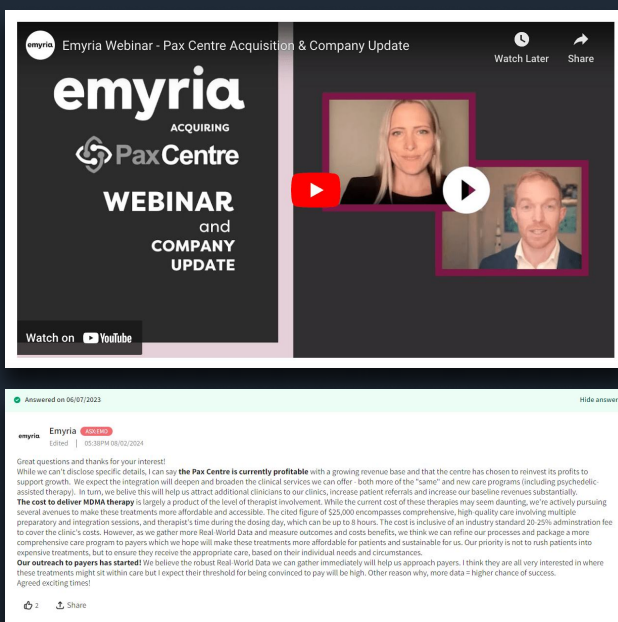 emyria
Emyria Webinar - Pax Centre Acquisition & Company Update
Watch Later
Share
emyria
ACQUIRING
PaxCentre
WEBINAR
and
COMPANY
UPDATE
Watch on YouTube
Answered on 06/07/2023
Hide answer
emyria
Emyria ASX:EMD
Edited | 05:38PM 08/02/2024
Great questions and thanks for your interest!
While we can't disclose specific details, I can say the Pax Centre is currently profitable with a growing revenue base and that the centre has chosen to reinvest its profits to
support growth. We expect the integration will deepen and broaden the clinical services we can offer - both more of the "same" and new care programs (including psychedelic-
assisted therapy). In turn, we belive this will help us attract additional clinicians to our clinics, increase patient referrals and increase our baseline revenues substantially.
The cost to deliver MDMA therapy is largely a product of the level of therapist involvement. While the current cost of these therapies may seem daunting, we're actively pursuing
several avenues to make these treatments more affordable and accessible. The cited figure of $25,000 encompasses comprehensive, high-quality care involving multiple
preparatory and integration sessions, and therapist's time during the dosing day, which can be up to 8 hours. The cost is inclusive of an industry standard 20-25% adminstration fee
to cover the clinic's costs. However, as we gather more Real-World Data and measure outcomes and costs benefits, we think we can refine our processes and package a more
comprehensive care program to payers which we hope will make these treatments more affordable for patients and sustainable for us. Our priority is not to rush patients into
expensive treatments, but to ensure they receive the appropriate care, based on their individual needs and circumstances.
Our outreach to payers has started! We believe the robust Real-World Data we can gather immediately will help us approach payers. I think they are all very interested in where
these treatments might sit within care but I expect their threshold for being convinced to pay will be high. Other reason why, more data = higher chance of success.
Agreed exciting times!
2
Share